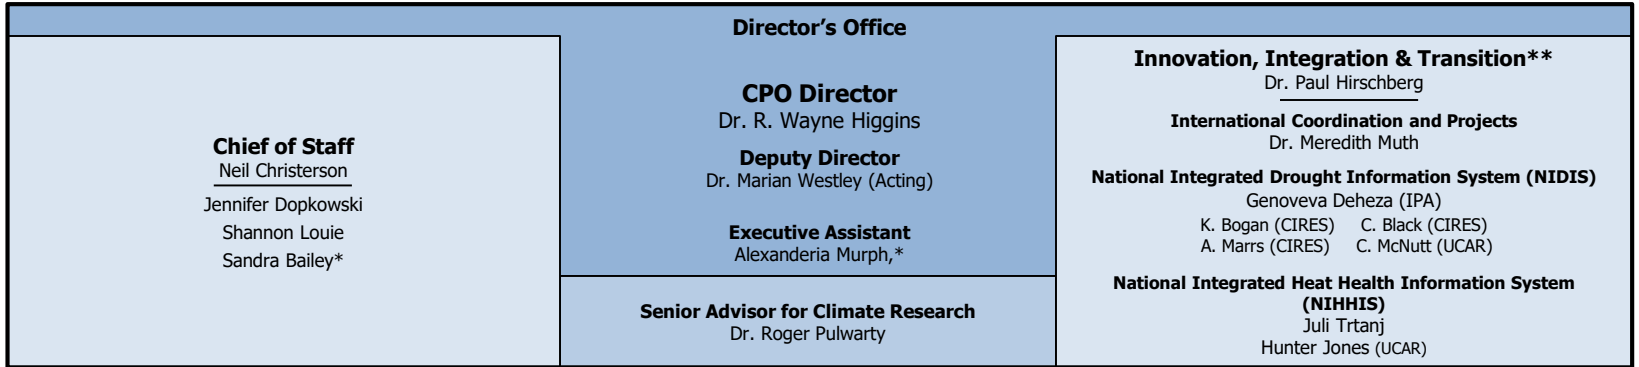 Director’s Office
Chief of Staff
Neil Christerson
Jennifer Dopkowski
Shannon Louie
Sandra Bailey*
CPO Director
Dr. R. Wayne Higgins
Deputy Director
Dr. Marian Westley (Acting)
Executive Assistant
Alexanderia Murph,*
Senior Advisor for Climate Research
Dr. Roger Pulwarty
Innovation, Integration & Transition**
Dr. Paul Hirschberg
International Coordination and Projects
Dr. Meredith Muth
National Integrated Drought Information System (NIDIS)
Genoveva Deheza (IPA)
K. Bogan (CIRES) C. Black (CIRES)
A. Marrs (CIRES) C. McNutt (UCAR)
National Integrated Heat Health Information System
(NIHHIS)
Juli Trtanj
Hunter Jones (UCAR)